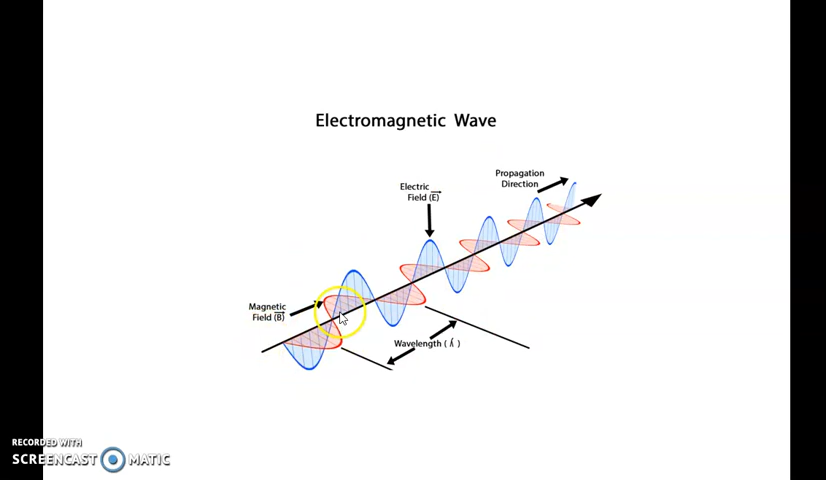 Electromagnetic Wave
Propagation
Direction
Electric
Field (E)
Magnetic
Field (B)
Wavelength ( λ )
RECORDED WITH
SCREENCAST MATIC